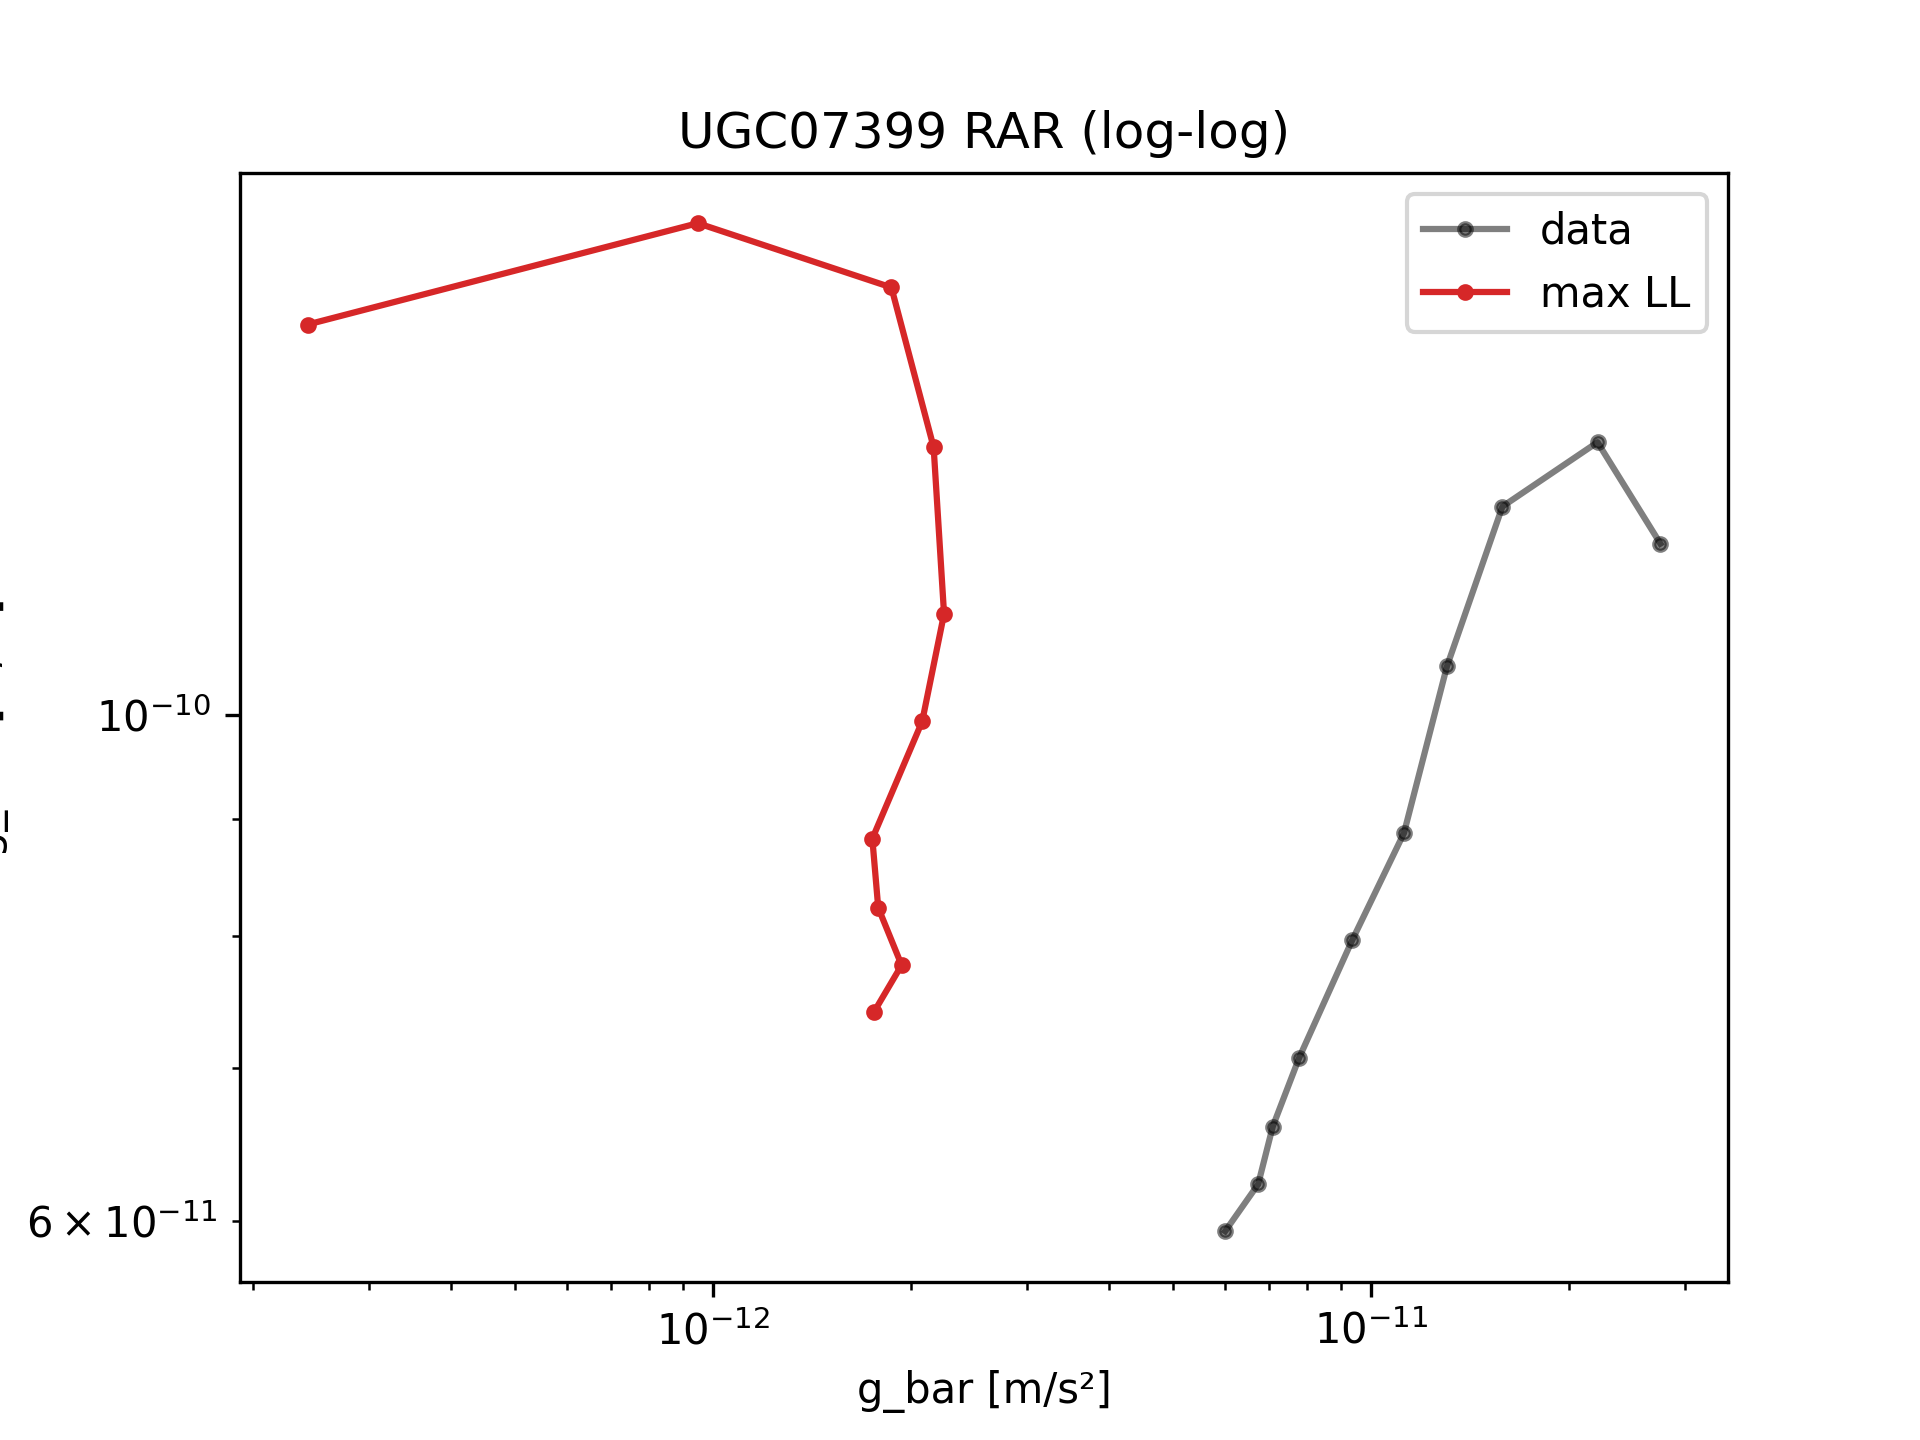 UGC07399 RAR (log-log)
data
max LL
10⁻¹⁰
6 × 10⁻¹¹
10⁻¹²
10⁻¹¹
g_bar [m/s²]